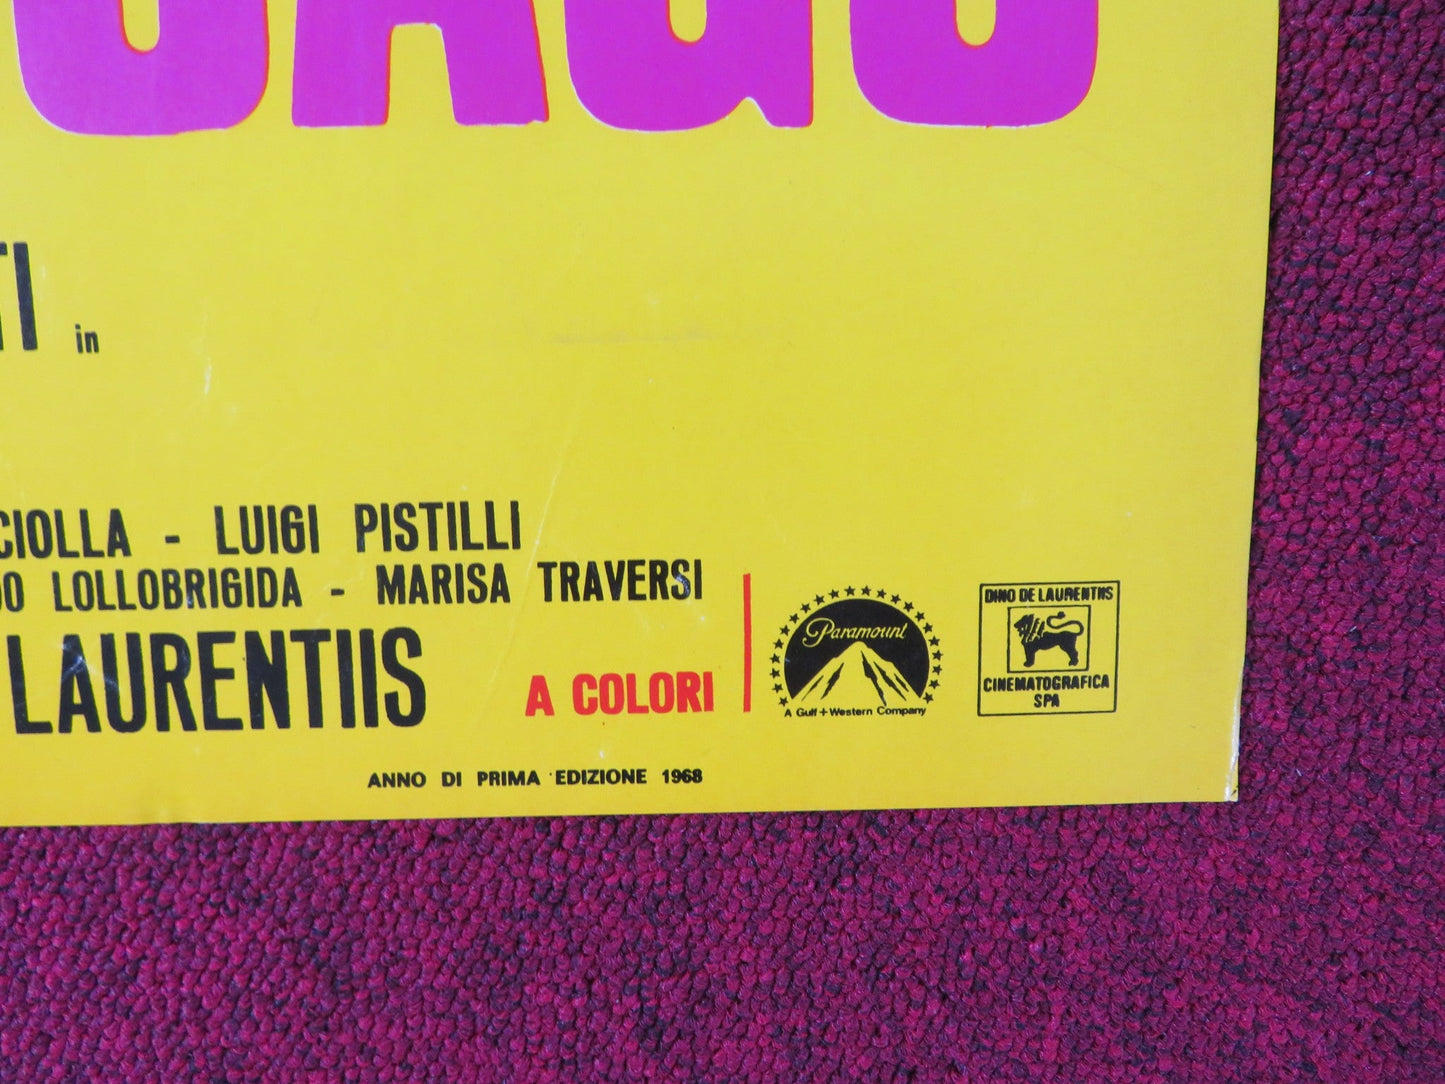 TI in
CIOLLA - LUIGI PISTILLI
DO LOLLOBRIGIDA - MARISA TRAVERSI
LAURENTIIS
A COLORI
Paramount
A Gulf + Western Company
DINO DE LAURENTIIS
CINEMATOGRAFICA
SPA
ANNO DI PRIMA EDIZIONE 1968